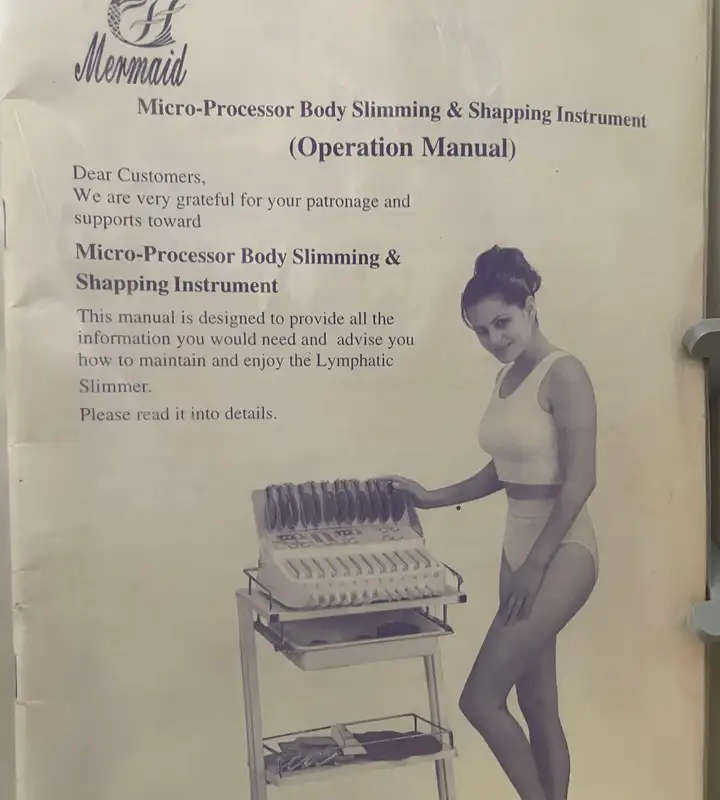 Mermaid
Micro-Processor Body Slimming & Shapping Instrument
(Operation Manual)
Dear Customers,
We are very grateful for your patronage and
supports toward
Micro-Processor Body Slimming &
Shapping Instrument
This manual is designed to provide all the
information you would need and advise you
how to maintain and enjoy the Lymphatic
Slimmer.
Please read it into details.